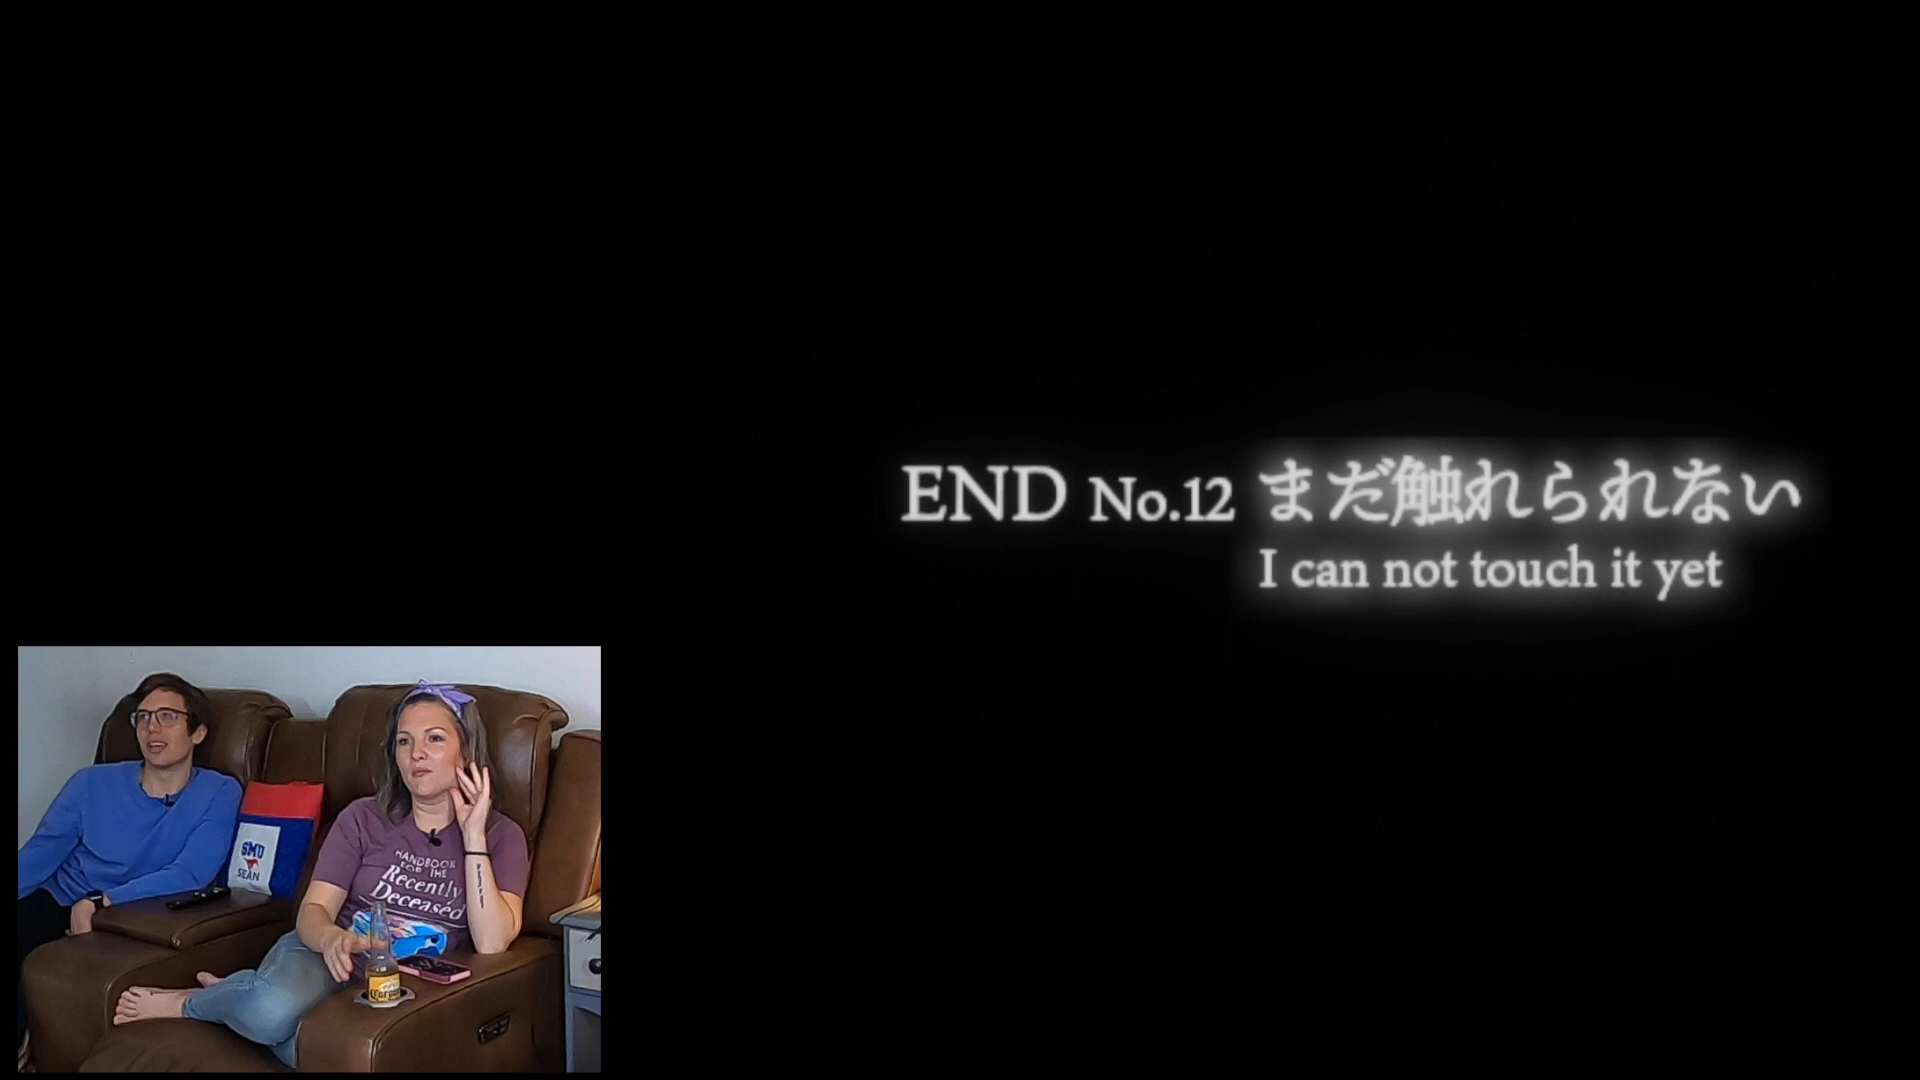 END No.12 まだ触れられない
I can not touch it yet
SMU
SEAN
HANDBOOK
FOR THE
Recently
Deceased